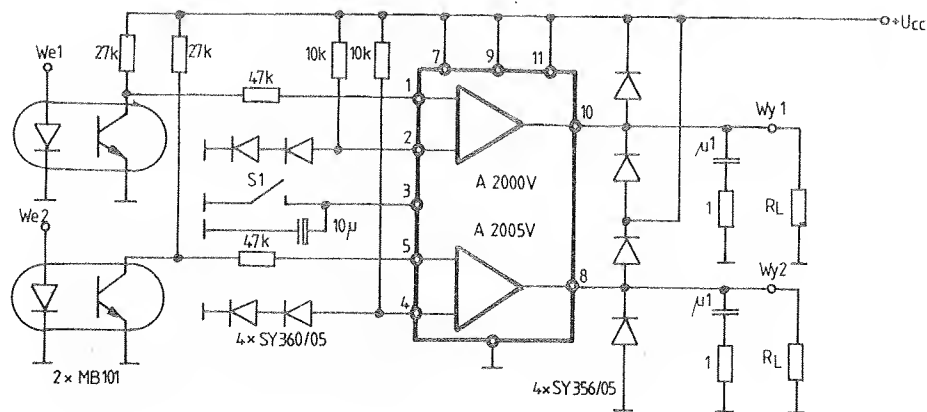 +Ucc
We1
27k
27k
10k
10k
7
9
11
47k
1
10
Wy 1
2
S1
A 2000V
μ1
3
1
RL
10μ
We2
A 2005V
47k
5
8
Wy2
4
μ1
4× SY360/05
1
RL
2 × MB101
4× SY356/05